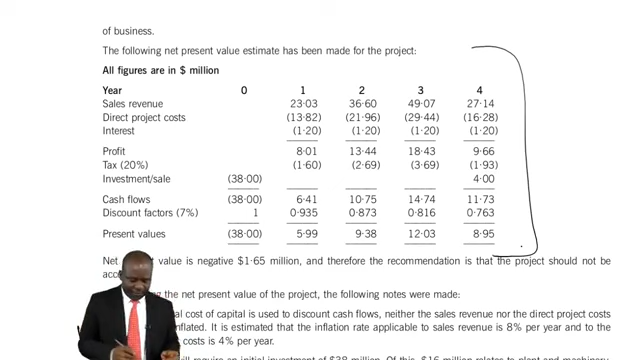 of business.
The following net present value estimate has been made for the project:
All figures are in $ million
Year 0 1 2 3 4
Sales revenue 23·03 36·60 49·07 27·14
Direct project costs (13·82) (21·96) (29·44) (16·28)
Interest (1·20) (1·20) (1·20) (1·20)
Profit 8·01 13·44 18·43 9·66
Tax (20%) (1·60) (2·69) (3·69) (1·93)
Investment/sale (38·00) 4·00
Cash flows (38·00) 6·41 10·75 14·74 11·73
Discount factors (7%) 1 0·935 0·873 0·816 0·763
Present values (38·00) 5·99 9·38 12·03 8·95
Net value is negative $1·65 million, and therefore the recommendation is that the project should not be
the net present value of the project, the following notes were made:
cost of capital is used to discount cash flows, neither the sales revenue nor the direct project costs
inflated. It is estimated that the inflation rate applicable to sales revenue is 8% per year and to the
costs is 4% per year.
will require an initial investment of $38 million. Of this, $16 million relates to plant and machinery,